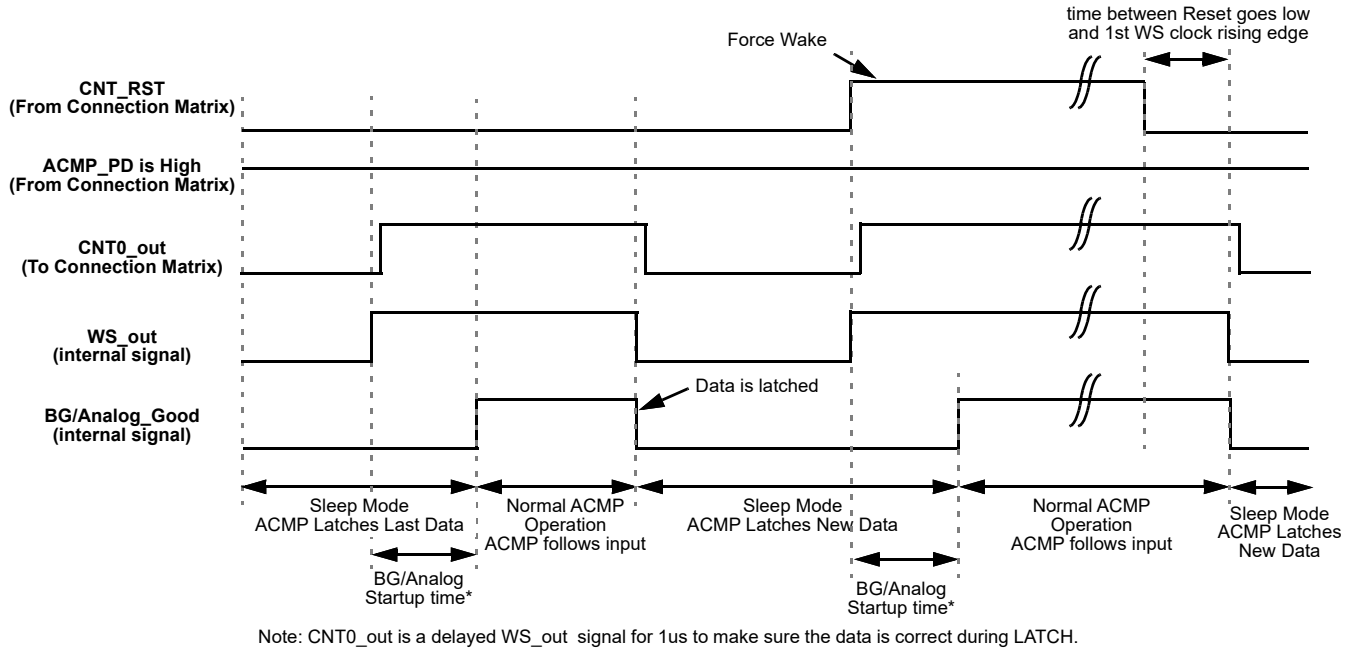 time between Reset goes low
and 1st WS clock rising edge
Force Wake
CNT_RST
(From Connection Matrix)
ACMP_PD is High
(From Connection Matrix)
CNT0_out
(To Connection Matrix)
WS_out
(internal signal)
Data is latched
BG/Analog_Good
(internal signal)
Sleep Mode
ACMP Latches Last Data
Normal ACMP
Operation
ACMP follows input
Sleep Mode
ACMP Latches New Data
Normal ACMP
Operation
ACMP follows input
Sleep Mode
ACMP Latches
New Data
BG/Analog
Startup time*
BG/Analog
Startup time*
Note: CNT0_out is a delayed WS_out signal for 1us to make sure the data is correct during LATCH.